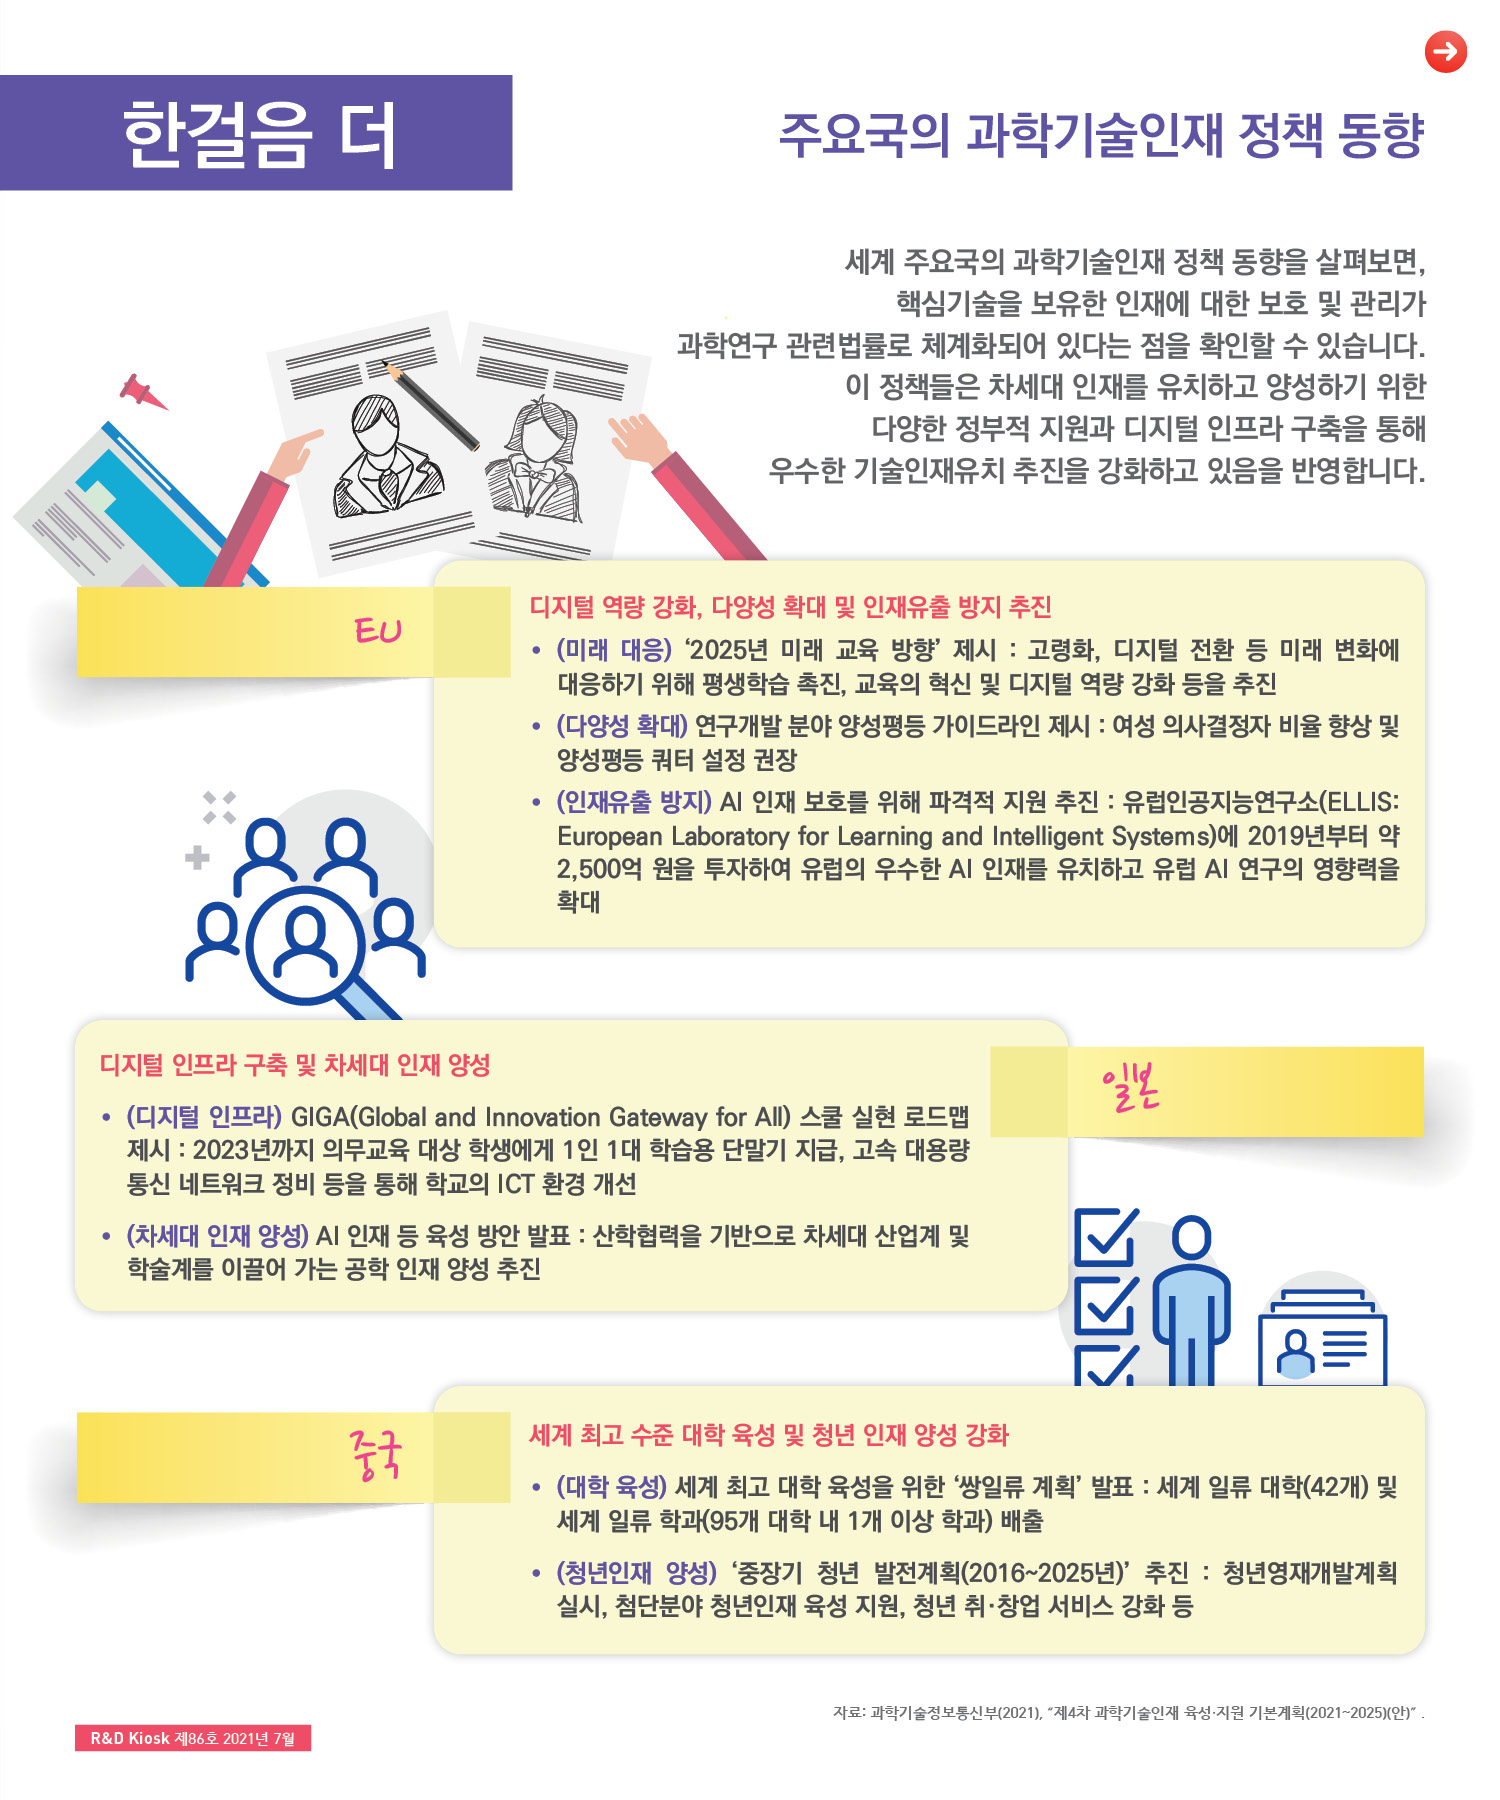 한걸음 더
주요국의 과학기술인재 정책 동향
세계 주요국의 과학기술인재 정책 동향을 살펴보면,
핵심기술을 보유한 인재에 대한 보호 및 관리가
과학연구 관련법률로 체계화되어 있다는 점을 확인할 수 있습니다.
이 정책들은 차세대 인재를 유치하고 양성하기 위한
다양한 정부적 지원과 디지털 인프라 구축을 통해
우수한 기술인재유치 추진을 강화하고 있음을 반영합니다.
EU
디지털 역량 강화, 다양성 확대 및 인재유출 방지 추진
• (미래 대응) ‘2025년 미래 교육 방향’ 제시 : 고령화, 디지털 전환 등 미래 변화에
대응하기 위해 평생학습 촉진, 교육의 혁신 및 디지털 역량 강화 등을 추진
• (다양성 확대) 연구개발 분야 양성평등 가이드라인 제시 : 여성 의사결정자 비율 향상 및
양성평등 쿼터 설정 권장
• (인재유출 방지) AI 인재 보호를 위해 파격적 지원 추진 : 유럽인공지능연구소(ELLIS:
European Laboratory for Learning and Intelligent Systems)에 2019년부터 약
2,500억 원을 투자하여 유럽의 우수한 AI 인재를 유치하고 유럽 AI 연구의 영향력을
확대
일본
디지털 인프라 구축 및 차세대 인재 양성
• (디지털 인프라) GIGA(Global and Innovation Gateway for All) 스쿨 실현 로드맵
제시 : 2023년까지 의무교육 대상 학생에게 1인 1대 학습용 단말기 지급, 고속 대용량
통신 네트워크 정비 등을 통해 학교의 ICT 환경 개선
• (차세대 인재 양성) AI 인재 등 육성 방안 발표 : 산학협력을 기반으로 차세대 산업계 및
학술계를 이끌어 가는 공학 인재 양성 추진
중국
세계 최고 수준 대학 육성 및 청년 인재 양성 강화
• (대학 육성) 세계 최고 대학 육성을 위한 ‘쌍일류 계획’ 발표 : 세계 일류 대학(42개) 및
세계 일류 학과(95개 대학 내 1개 이상 학과) 배출
• (청년인재 양성) ‘중장기 청년 발전계획(2016~2025년)’ 추진 : 청년영재개발계획
실시, 첨단분야 청년인재 육성 지원, 청년 취·창업 서비스 강화 등
자료: 과학기술정보통신부(2021), “제4차 과학기술인재 육성·지원 기본계획(2021~2025)(안)” .
R&D Kiosk 제86호 2021년 7월